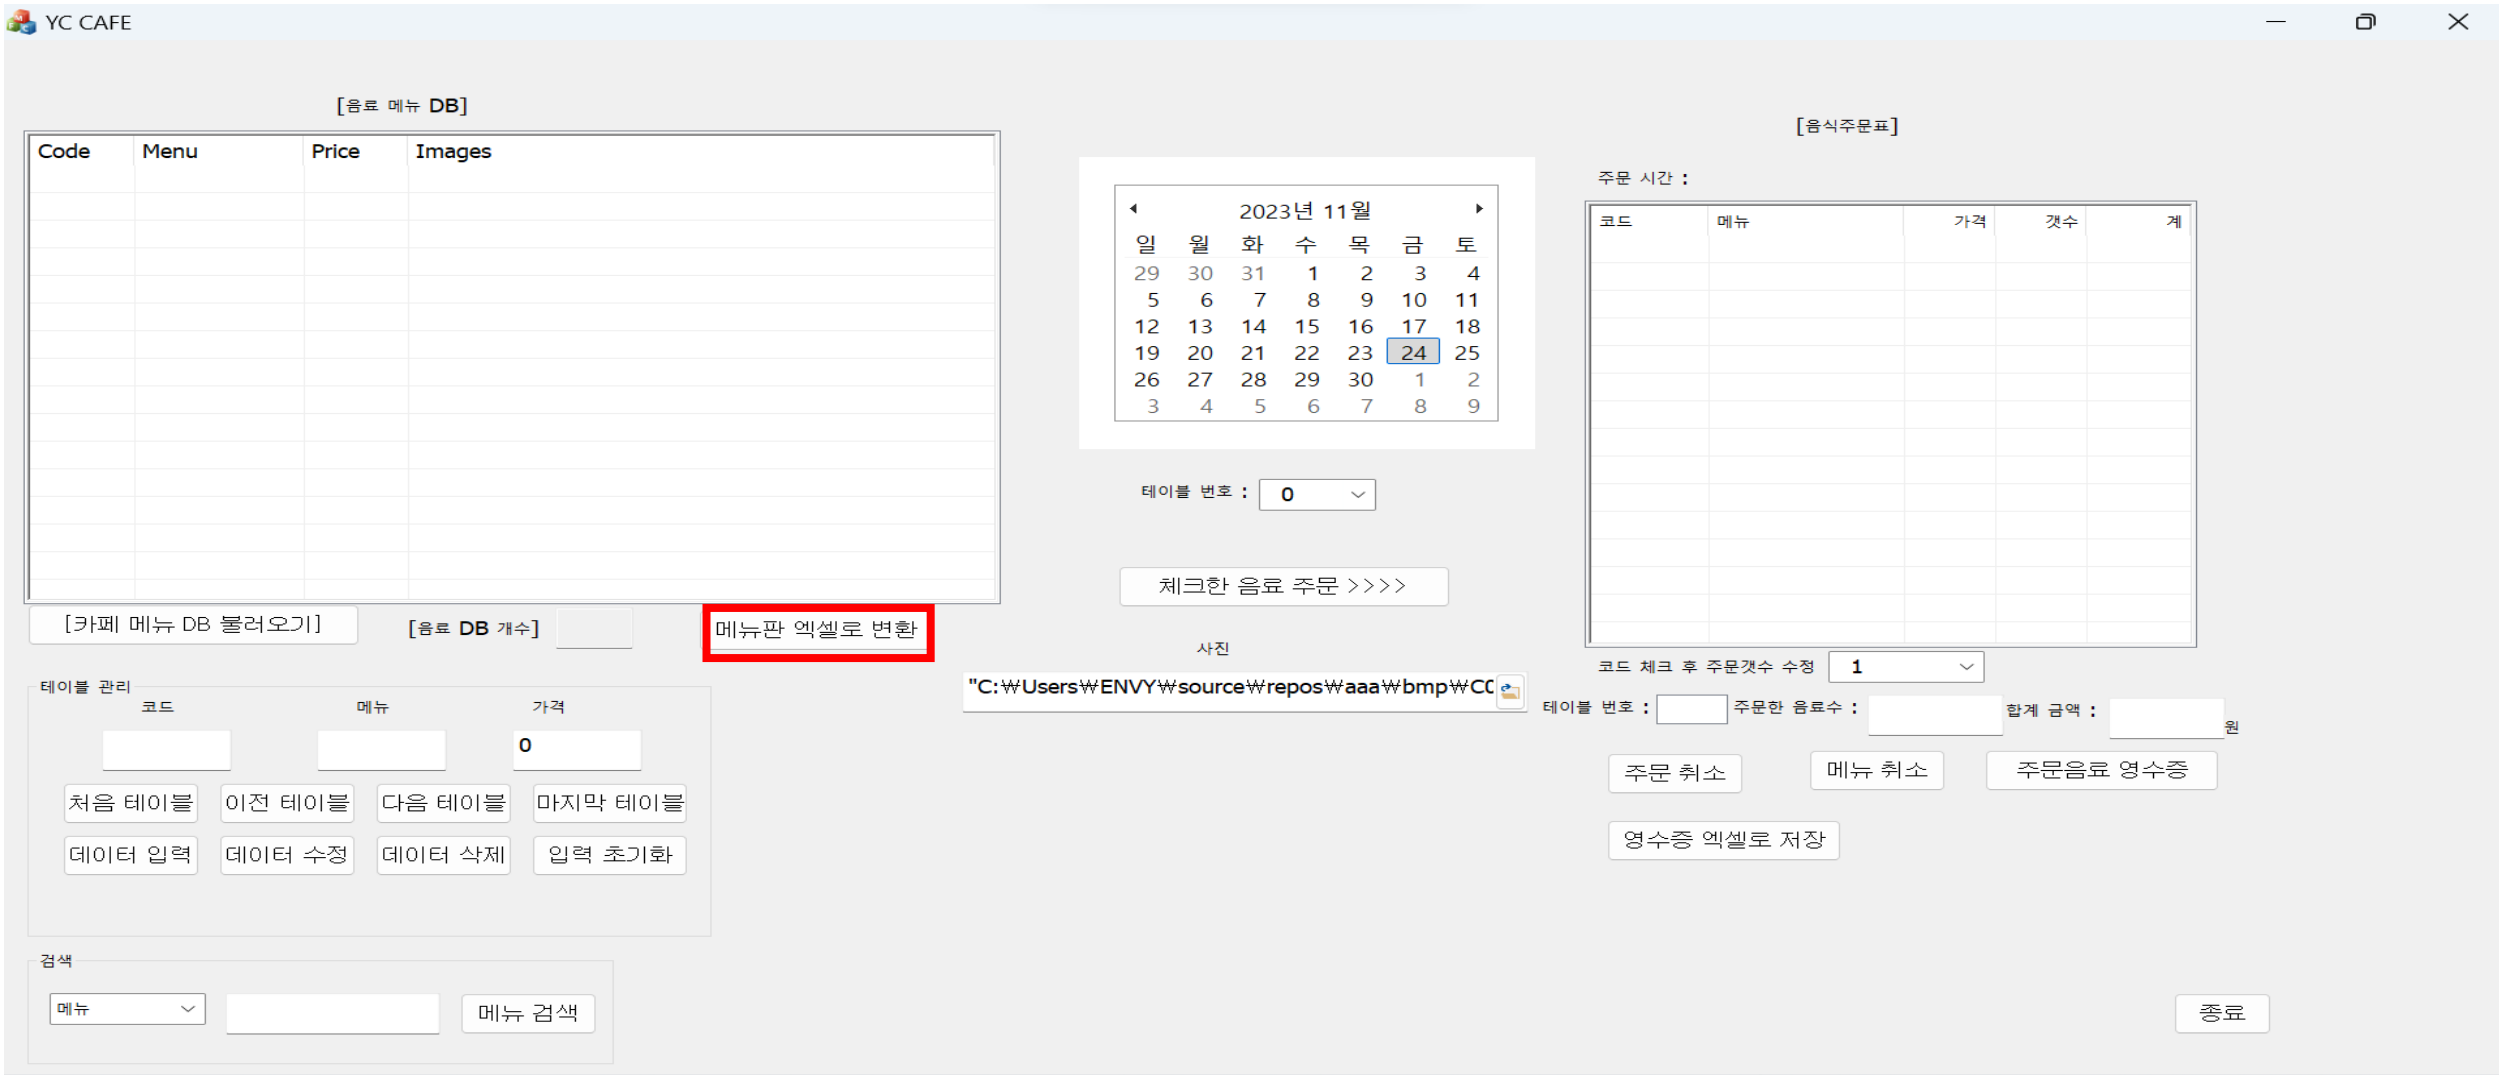 YC CAFE
[음료 메뉴 DB]
Code Menu Price Images
[카페 메뉴 DB 불러오기]
[음료 DB 개수]
메뉴판 엑셀로 변환
테이블 관리
코드 메뉴 가격
0
처음 테이블 이전 테이블 다음 테이블 마지막 테이블
데이터 입력 데이터 수정 데이터 삭제 입력 초기화
검색
메뉴
메뉴 검색
2023년 11월
일 월 화 수 목 금 토
29 30 31 1 2 3 4
5 6 7 8 9 10 11
12 13 14 15 16 17 18
19 20 21 22 23 24 25
26 27 28 29 30 1 2
3 4 5 6 7 8 9
테이블 번호 : 0
체크한 음료 주문 >>>>
사진
"C:₩Users₩ENVY₩source₩repos₩aaa₩bmp₩C
[음식주문표]
주문 시간 :
코드 메뉴 가격 갯수 계
코드 체크 후 주문갯수 수정 1
테이블 번호 : 주문한 음료수 : 합계 금액 : 원
주문 취소 메뉴 취소 주문음료 영수증
영수증 엑셀로 저장
종료